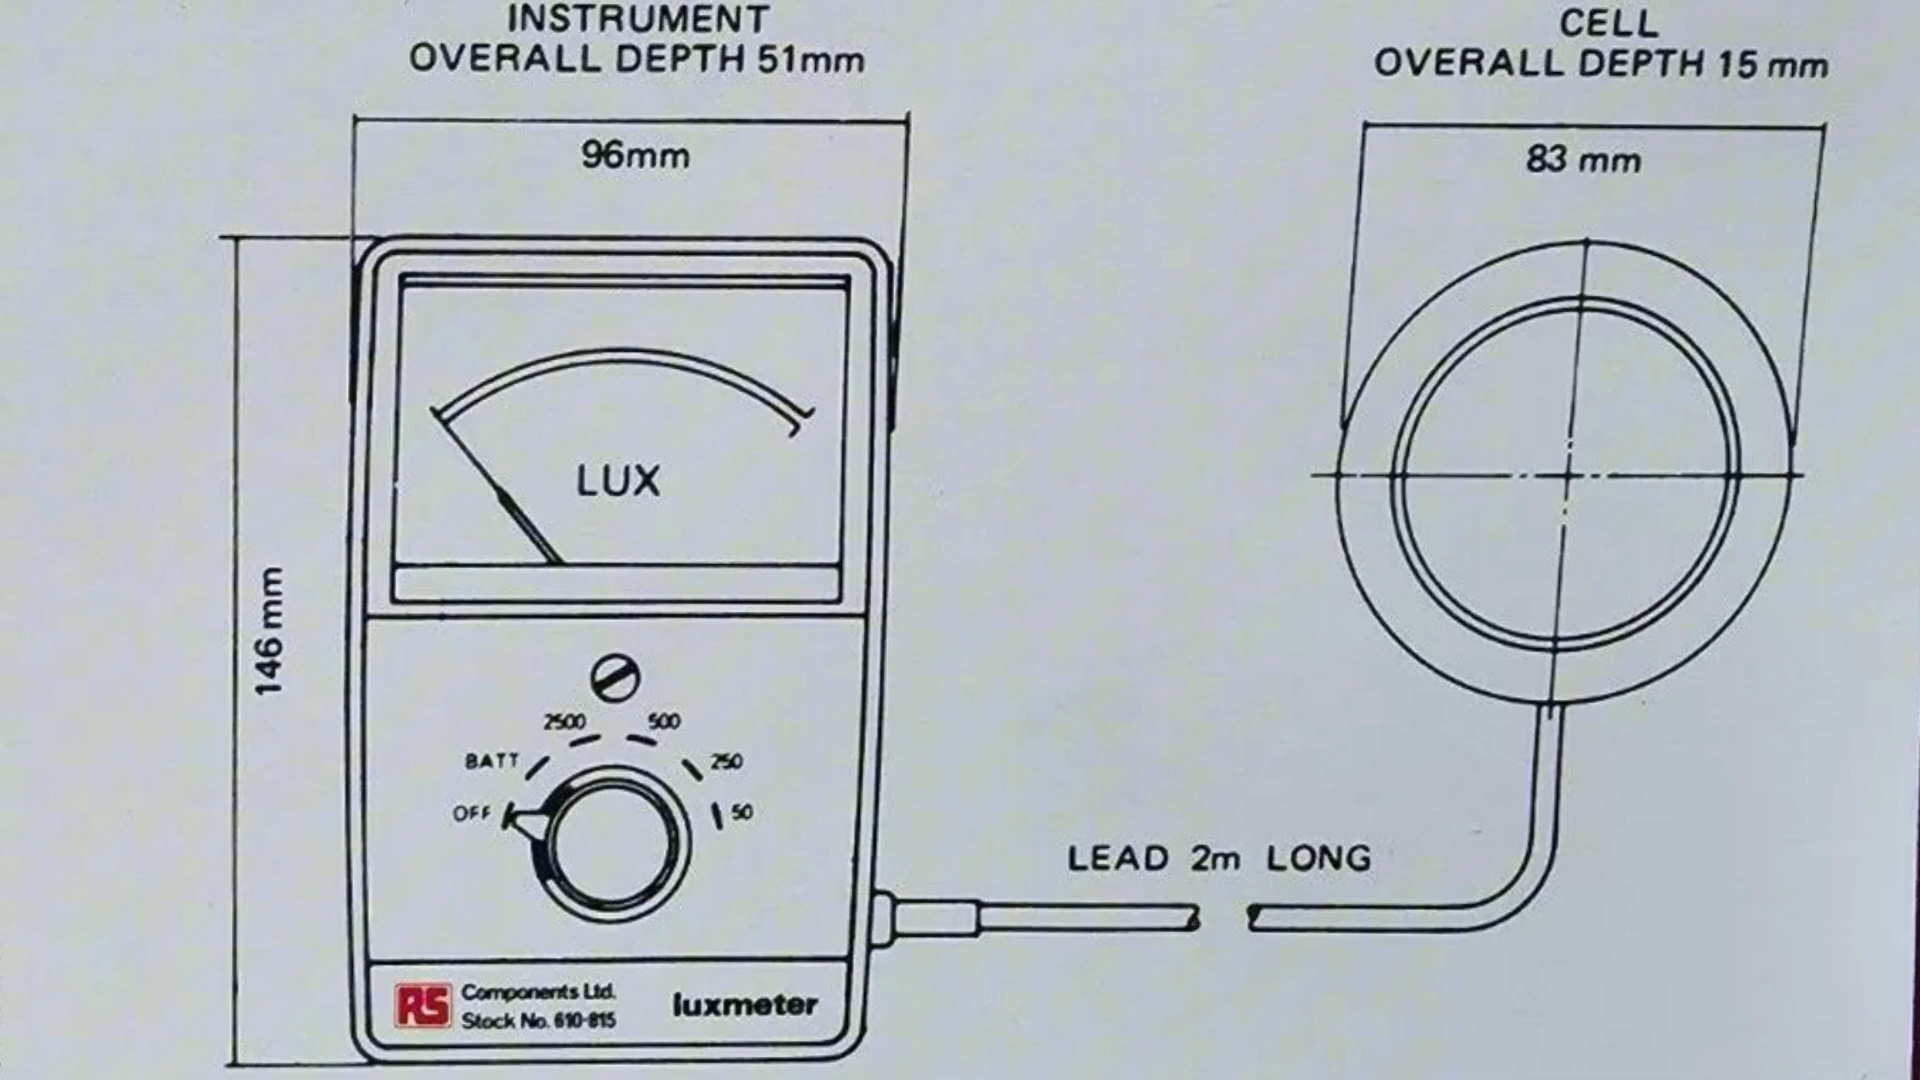 INSTRUMENT
OVERALL DEPTH 51mm
CELL
OVERALL DEPTH 15 mm
96mm
83 mm
146mm
LUX
2500
500
BATT
250
OFF
50
LEAD 2m LONG
RS
Components Ltd.
Stock No. 610-815
luxmeter